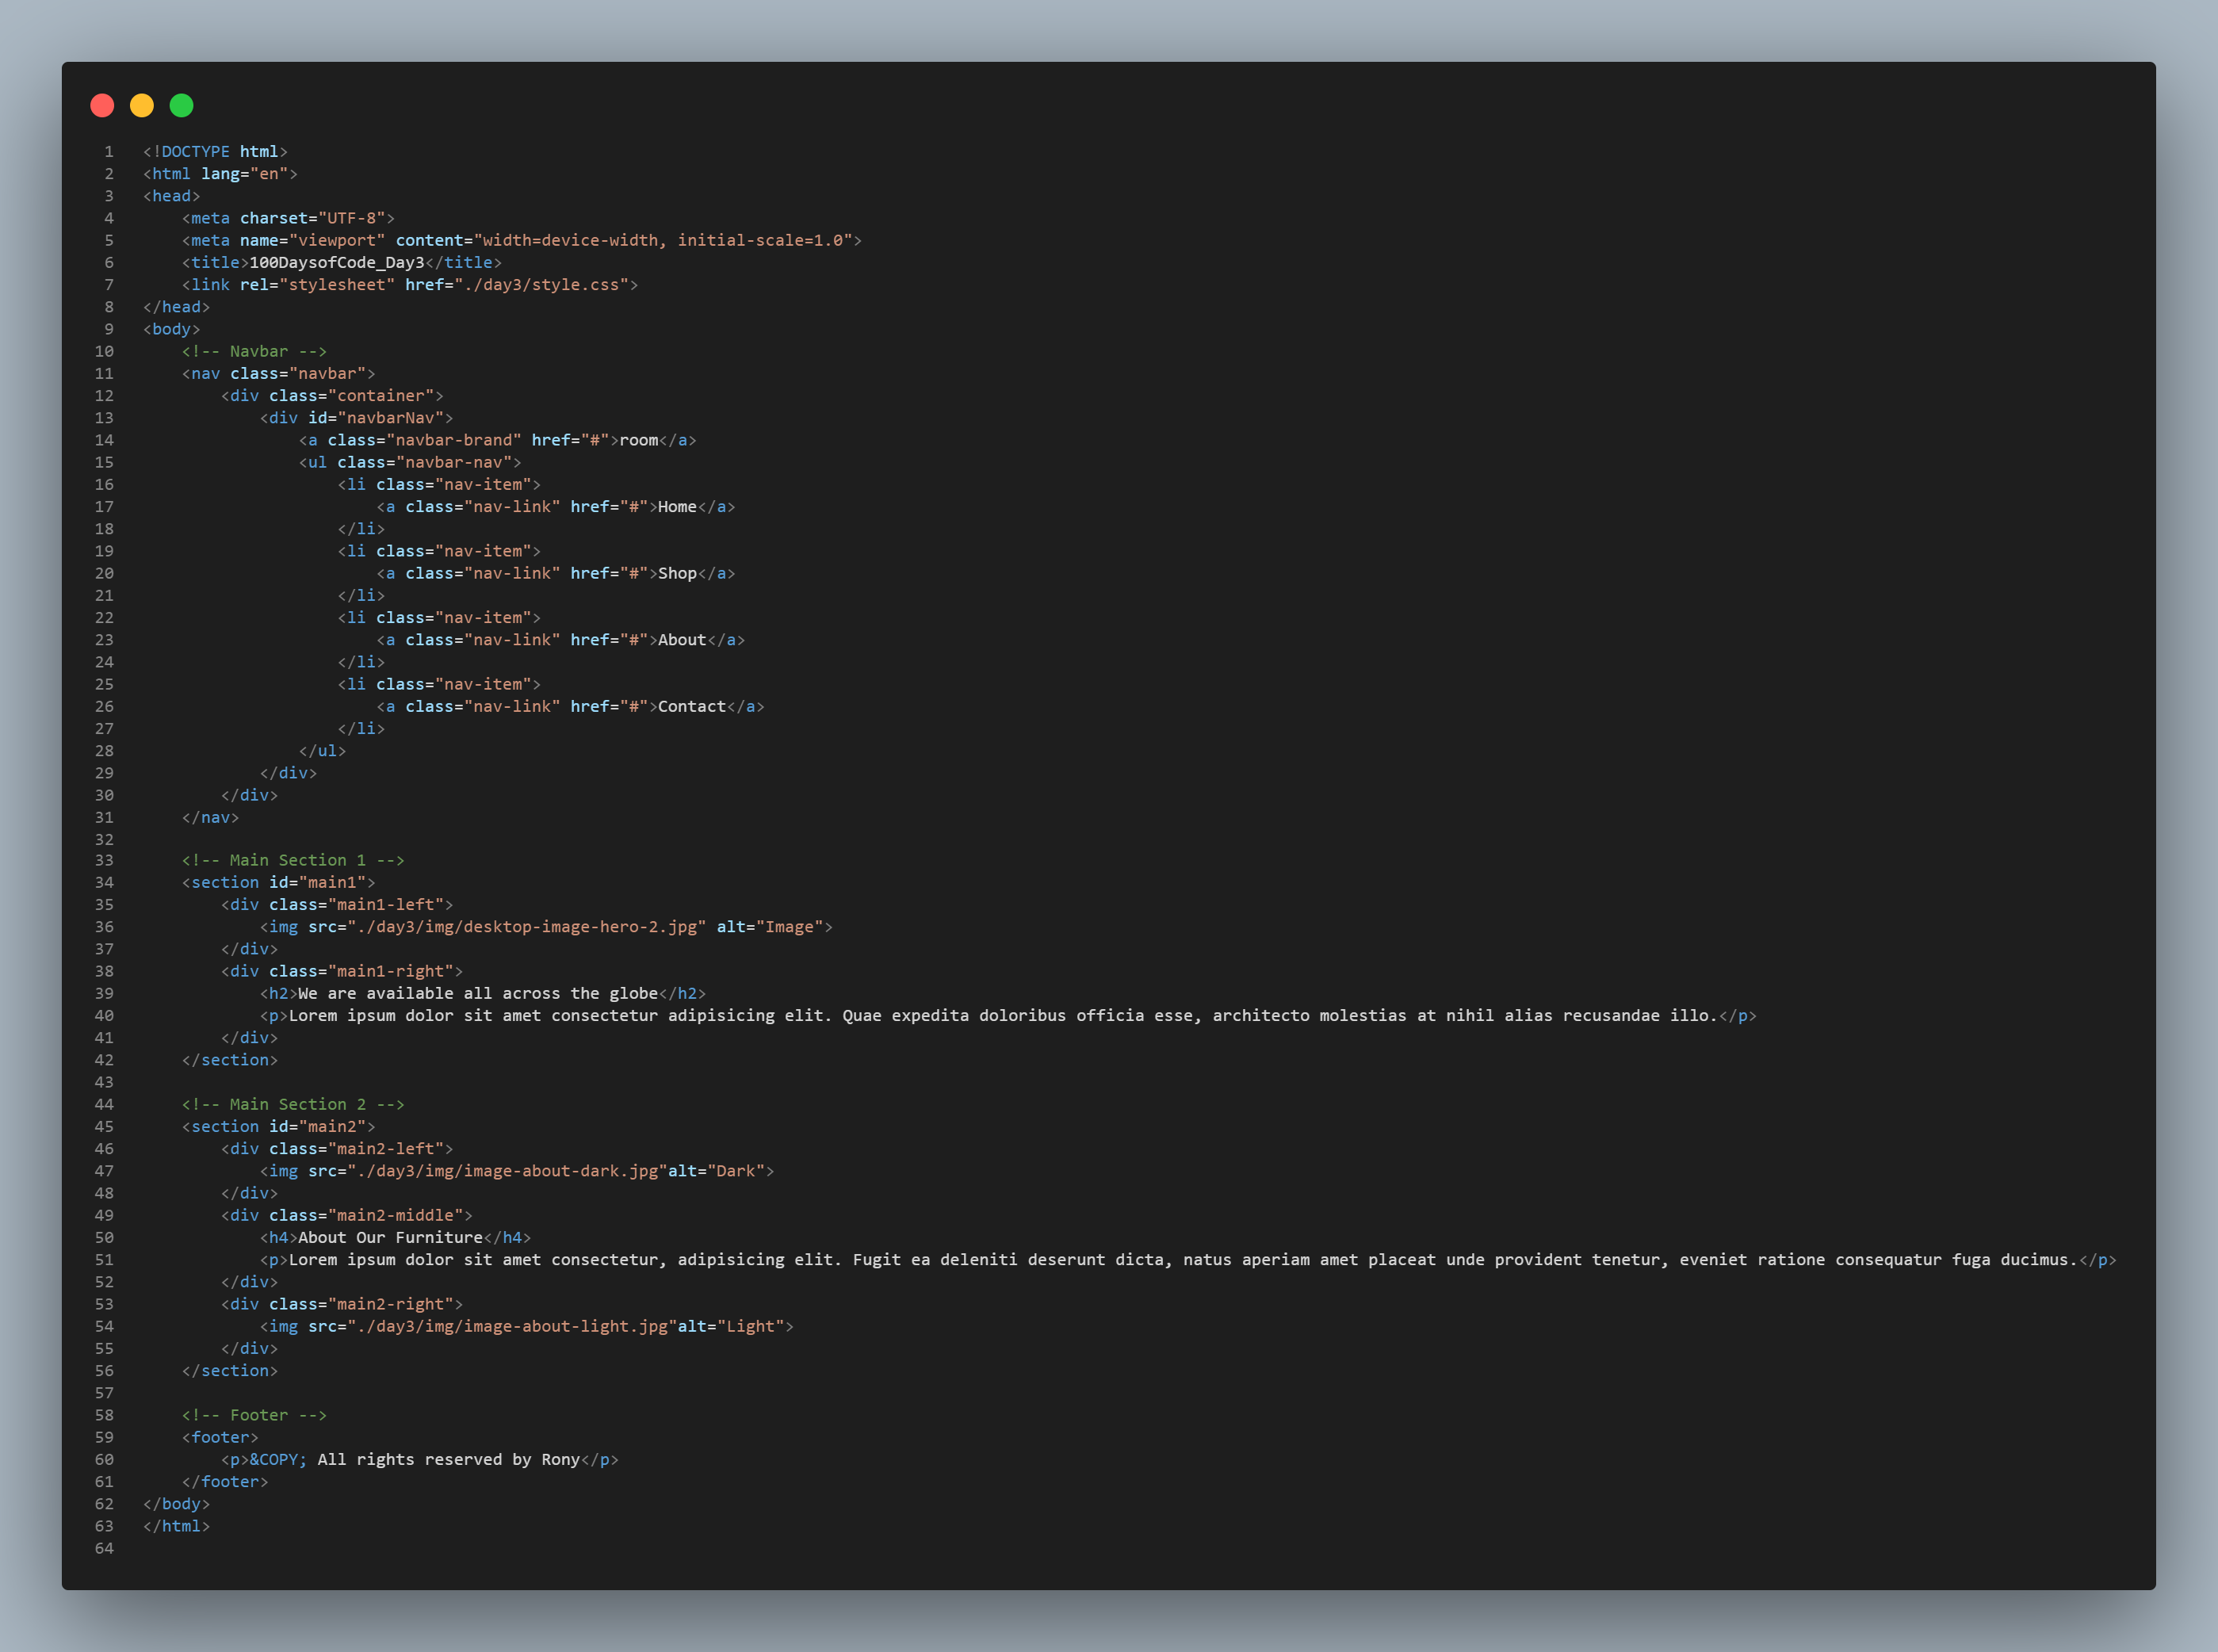 1 <!DOCTYPE html>
2 <html lang="en">
3 <head>
4     <meta charset="UTF-8">
5     <meta name="viewport" content="width=device-width, initial-scale=1.0">
6     <title>100DaysofCode_Day3</title>
7     <link rel="stylesheet" href="./day3/style.css">
8 </head>
9 <body>
10     <!-- Navbar -->
11     <nav class="navbar">
12         <div class="container">
13             <div id="navbarNav">
14                 <a class="navbar-brand" href="#">room</a>
15                 <ul class="navbar-nav">
16                     <li class="nav-item">
17                         <a class="nav-link" href="#">Home</a>
18                     </li>
19                     <li class="nav-item">
20                         <a class="nav-link" href="#">Shop</a>
21                     </li>
22                     <li class="nav-item">
23                         <a class="nav-link" href="#">About</a>
24                     </li>
25                     <li class="nav-item">
26                         <a class="nav-link" href="#">Contact</a>
27                     </li>
28                 </ul>
29             </div>
30         </div>
31     </nav>
32
33     <!-- Main Section 1 -->
34     <section id="main1">
35         <div class="main1-left">
36             <img src="./day3/img/desktop-image-hero-2.jpg" alt="Image">
37         </div>
38         <div class="main1-right">
39             <h2>We are available all across the globe</h2>
40             <p>Lorem ipsum dolor sit amet consectetur adipisicing elit. Quae expedita doloribus officia esse, architecto molestias at nihil alias recusandae illo.</p>
41         </div>
42     </section>
43
44     <!-- Main Section 2 -->
45     <section id="main2">
46         <div class="main2-left">
47             <img src="./day3/img/image-about-dark.jpg"alt="Dark">
48         </div>
49         <div class="main2-middle">
50             <h4>About Our Furniture</h4>
51             <p>Lorem ipsum dolor sit amet consectetur, adipisicing elit. Fugit ea deleniti deserunt dicta, natus aperiam amet placeat unde provident tenetur, eveniet ratione consequatur fuga ducimus.</p>
52         </div>
53         <div class="main2-right">
54             <img src="./day3/img/image-about-light.jpg"alt="Light">
55         </div>
56     </section>
57
58     <!-- Footer -->
59     <footer>
60         <p>&COPY; All rights reserved by Rony</p>
61     </footer>
62 </body>
63 </html>
64